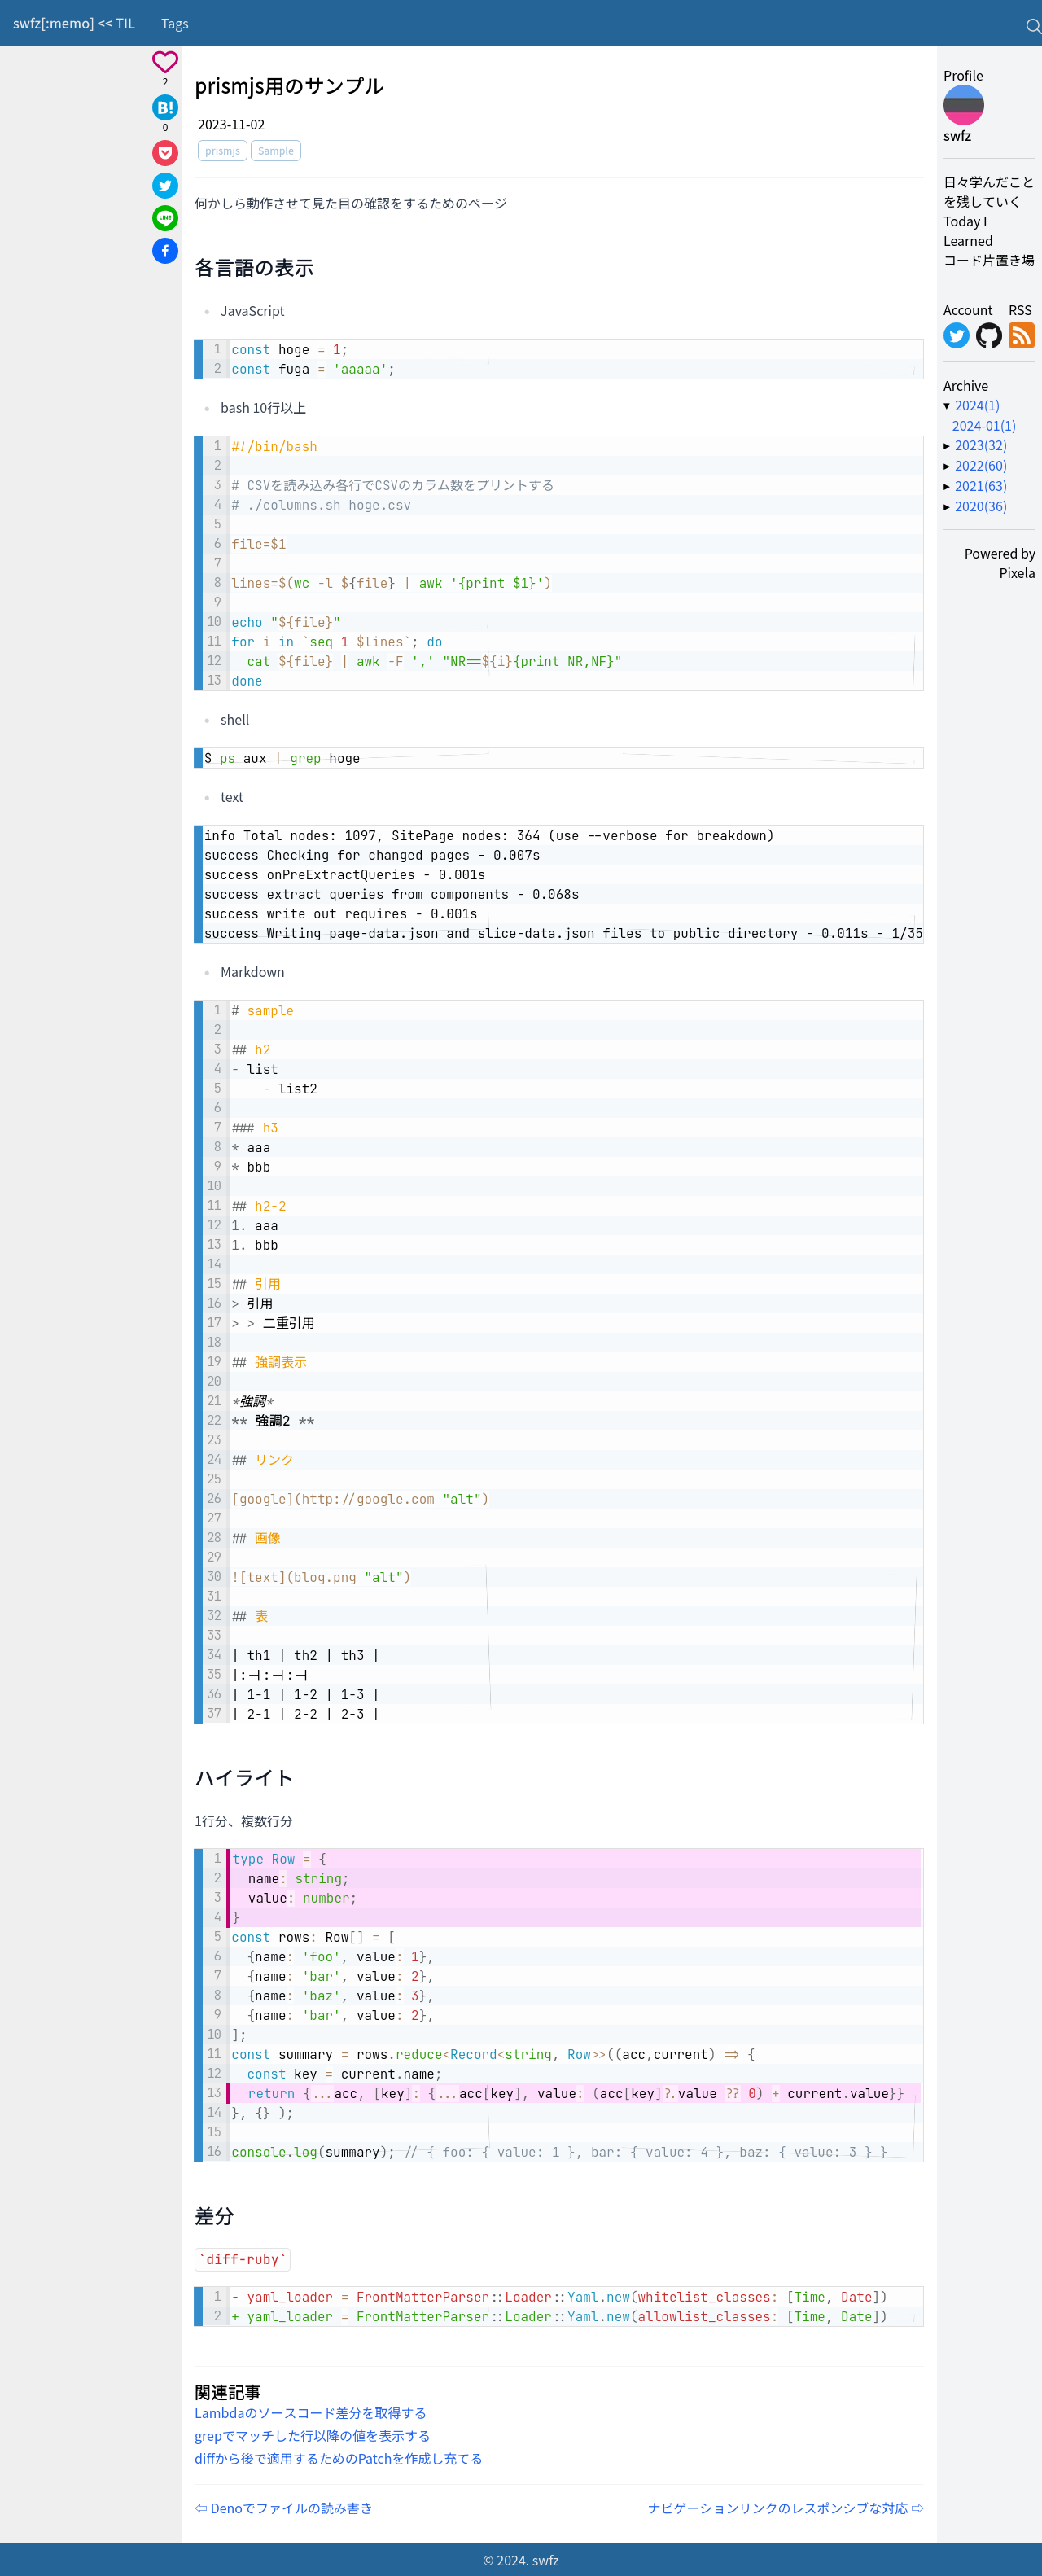 swfz[:memo] << TIL Tags
2
B!
0
LINE
prismjs用のサンプル
2023-11-02
prismjs Sample
何かしら動作させて見た目の確認をするためのページ
各言語の表示
JavaScript
1 const hoge = 1;
2 const fuga = 'aaaaa';
bash 10行以上
1 #!/bin/bash
2
3 # CSVを読み込み各行でCSVのカラム数をプリントする
4 # ./columns.sh hoge.csv
5
6 file=$1
7
8 lines=$(wc -l ${file} | awk '{print $1}')
9
10 echo "${file}"
11 for i in `seq 1 $lines`; do
12   cat ${file} | awk -F ',' "NR==${i}{print NR,NF}"
13 done
shell
$ ps aux | grep hoge
text
info Total nodes: 1097, SitePage nodes: 364 (use --verbose for breakdown)
success Checking for changed pages - 0.007s
success onPreExtractQueries - 0.001s
success extract queries from components - 0.068s
success write out requires - 0.001s
success Writing page-data.json and slice-data.json files to public directory - 0.011s - 1/35
Markdown
1 # sample
2
3 ## h2
4 - list
5     - list2
6
7 ### h3
8 * aaa
9 * bbb
10
11 ## h2-2
12 1. aaa
13 1. bbb
14
15 ## 引用
16 > 引用
17 > > 二重引用
18
19 ## 強調表示
20
21 *強調*
22 ** 強調2 **
23
24 ## リンク
25
26 [google](http://google.com "alt")
27
28 ## 画像
29
30 ![text](blog.png "alt")
31
32 ## 表
33
34 | th1 | th2 | th3 |
35 |:-|:-|:-|
36 | 1-1 | 1-2 | 1-3 |
37 | 2-1 | 2-2 | 2-3 |
ハイライト
1行分、複数行分
1 type Row = {
2   name: string;
3   value: number;
4 }
5 const rows: Row[] = [
6   {name: 'foo', value: 1},
7   {name: 'bar', value: 2},
8   {name: 'baz', value: 3},
9   {name: 'bar', value: 2},
10 ];
11 const summary = rows.reduce<Record<string, Row>>((acc,current) => {
12   const key = current.name;
13   return {...acc, [key]: {...acc[key], value: (acc[key]?.value ?? 0) + current.value}}
14 }, {} );
15
16 console.log(summary); // { foo: { value: 1 }, bar: { value: 4 }, baz: { value: 3 } }
差分
`diff-ruby`
1 - yaml_loader = FrontMatterParser::Loader::Yaml.new(whitelist_classes: [Time, Date])
2 + yaml_loader = FrontMatterParser::Loader::Yaml.new(allowlist_classes: [Time, Date])
関連記事
Lambdaのソースコード差分を取得する
grepでマッチした行以降の値を表示する
diffから後で適用するためのPatchを作成し充てる
⇦ Denoでファイルの読み書き
ナビゲーションリンクのレスポンシブな対応 ⇨
Profile
swfz
日々学んだこと
を残していく
Today I
Learned
コード片置き場
Account RSS
Archive
▾ 2024(1)
2024-01(1)
▸ 2023(32)
▸ 2022(60)
▸ 2021(63)
▸ 2020(36)
Powered by
Pixela
© 2024. swfz